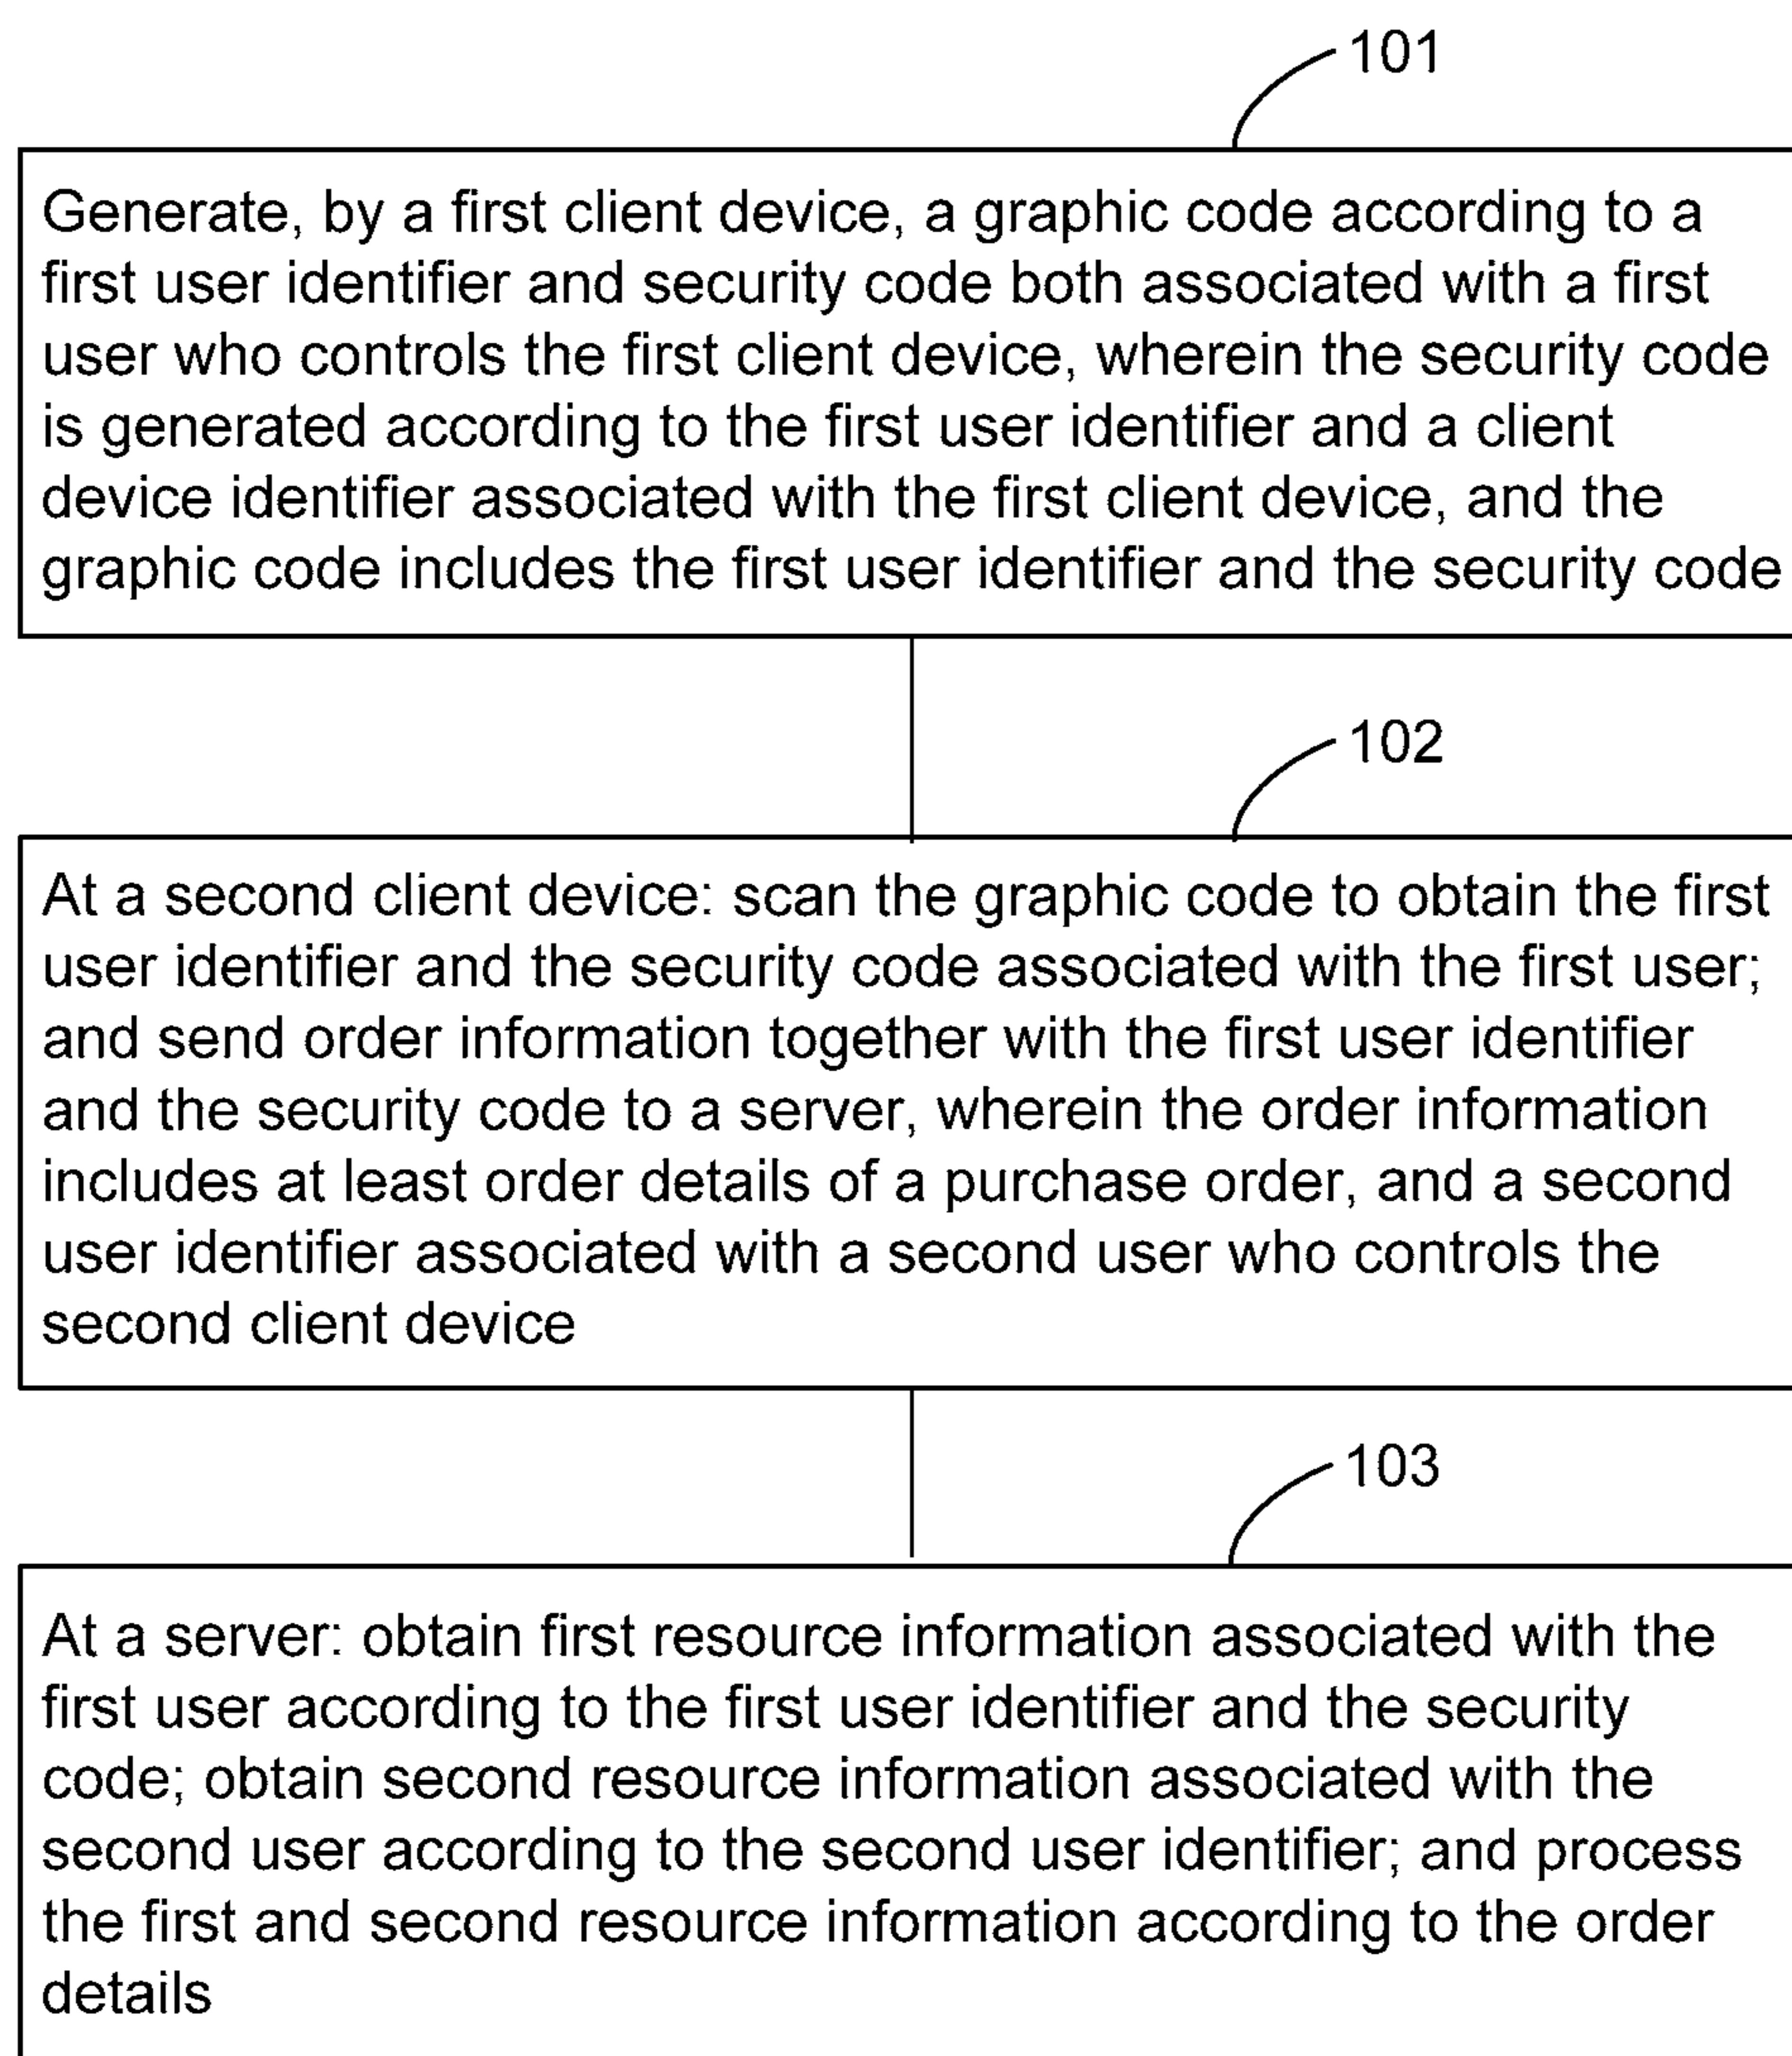 101
Generate, by a first client device, a graphic code according to a
first user identifier and security code both associated with a first
user who controls the first client device, wherein the security code
is generated according to the first user identifier and a client
device identifier associated with the first client device, and the
graphic code includes the first user identifier and the security code
102
At a second client device: scan the graphic code to obtain the first
user identifier and the security code associated with the first user;
and send order information together with the first user identifier
and the security code to a server, wherein the order information
includes at least order details of a purchase order, and a second
user identifier associated with a second user who controls the
second client device
103
At a server: obtain first resource information associated with the
first user according to the first user identifier and the security
code; obtain second resource information associated with the
second user according to the second user identifier; and process
the first and second resource information according to the order
details